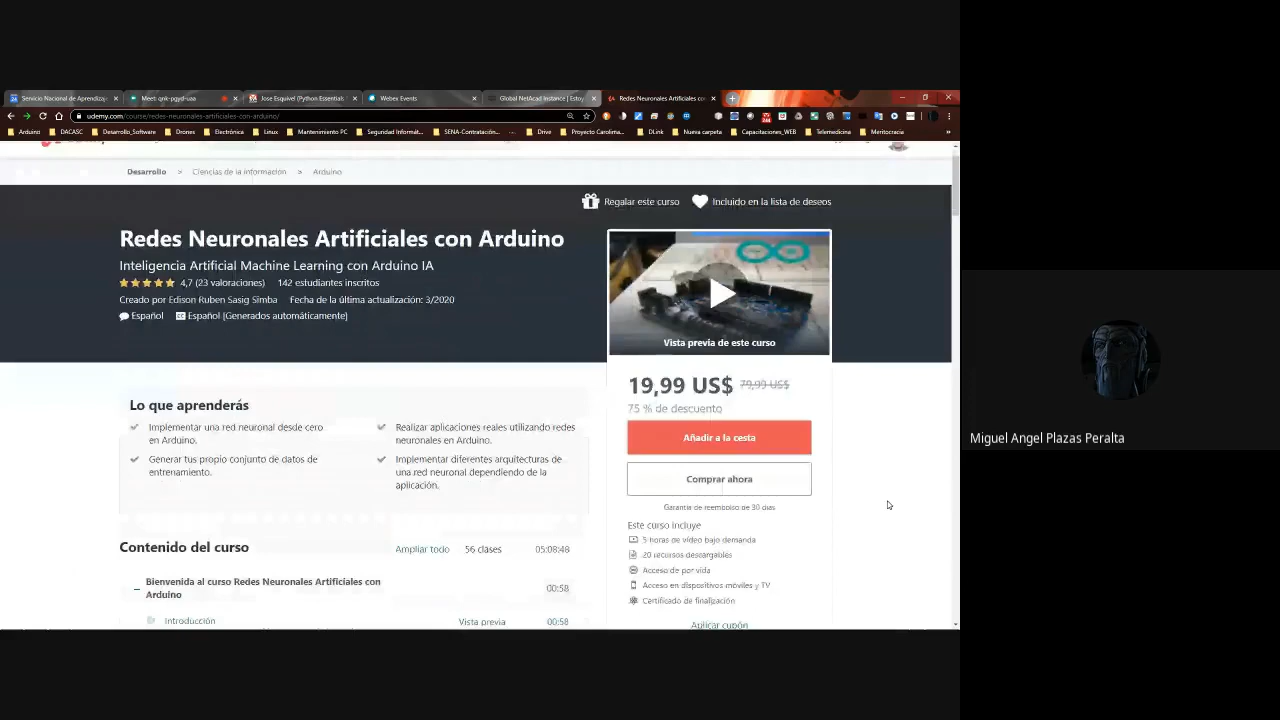 Servicio Nacional de Aprendizaj
Meet: qnk-pgyd-uaa
Jose Esquivel (Python Essentials
Webex Events
Global NetAcad Instance | Estoy
Redes Neuronales Artificiales co
udemy.com/course/redes-neuronales-artificiales-con-arduino/
Arduino
DACASC
Desarrollo_Software
Drones
Electrónica
Linux
Mantenimiento PC
Seguridad Informát...
SENA-Contratación...
Drive
Proyecto Carolima...
DLink
Nueva carpeta
Capacitaciones_WEB
Telemedicina
Meritocracia
Desarrollo > Ciencias de la información > Arduino
Regalar este curso
Incluido en la lista de deseos
Redes Neuronales Artificiales con Arduino
Inteligencia Artificial Machine Learning con Arduino IA
4,7 (23 valoraciones) 142 estudiantes inscritos
Creado por Edison Ruben Sasig Simba Fecha de la última actualización: 3/2020
Español Español [Generados automáticamente]
Vista previa de este curso
19,99 US$ 79,99 US$
75 % de descuento
Añadir a la cesta
Comprar ahora
Garantía de reembolso de 30 días
Este curso incluye
5 horas de vídeo bajo demanda
20 recursos descargables
Acceso de por vida
Acceso en dispositivos móviles y TV
Certificado de finalización
Aplicar cupón
Lo que aprenderás
Implementar una red neuronal desde cero
en Arduino.
Generar tus propio conjunto de datos de
entrenamiento.
Realizar aplicaciones reales utilizando redes
neuronales en Arduino.
Implementar diferentes arquitecturas de
una red neuronal dependiendo de la
aplicación.
Contenido del curso
Ampliar todo 56 clases 05:08:48
Bienvenida al curso Redes Neuronales Artificiales con
Arduino
00:58
Introducción Vista previa 00:58
Miguel Angel Plazas Peralta